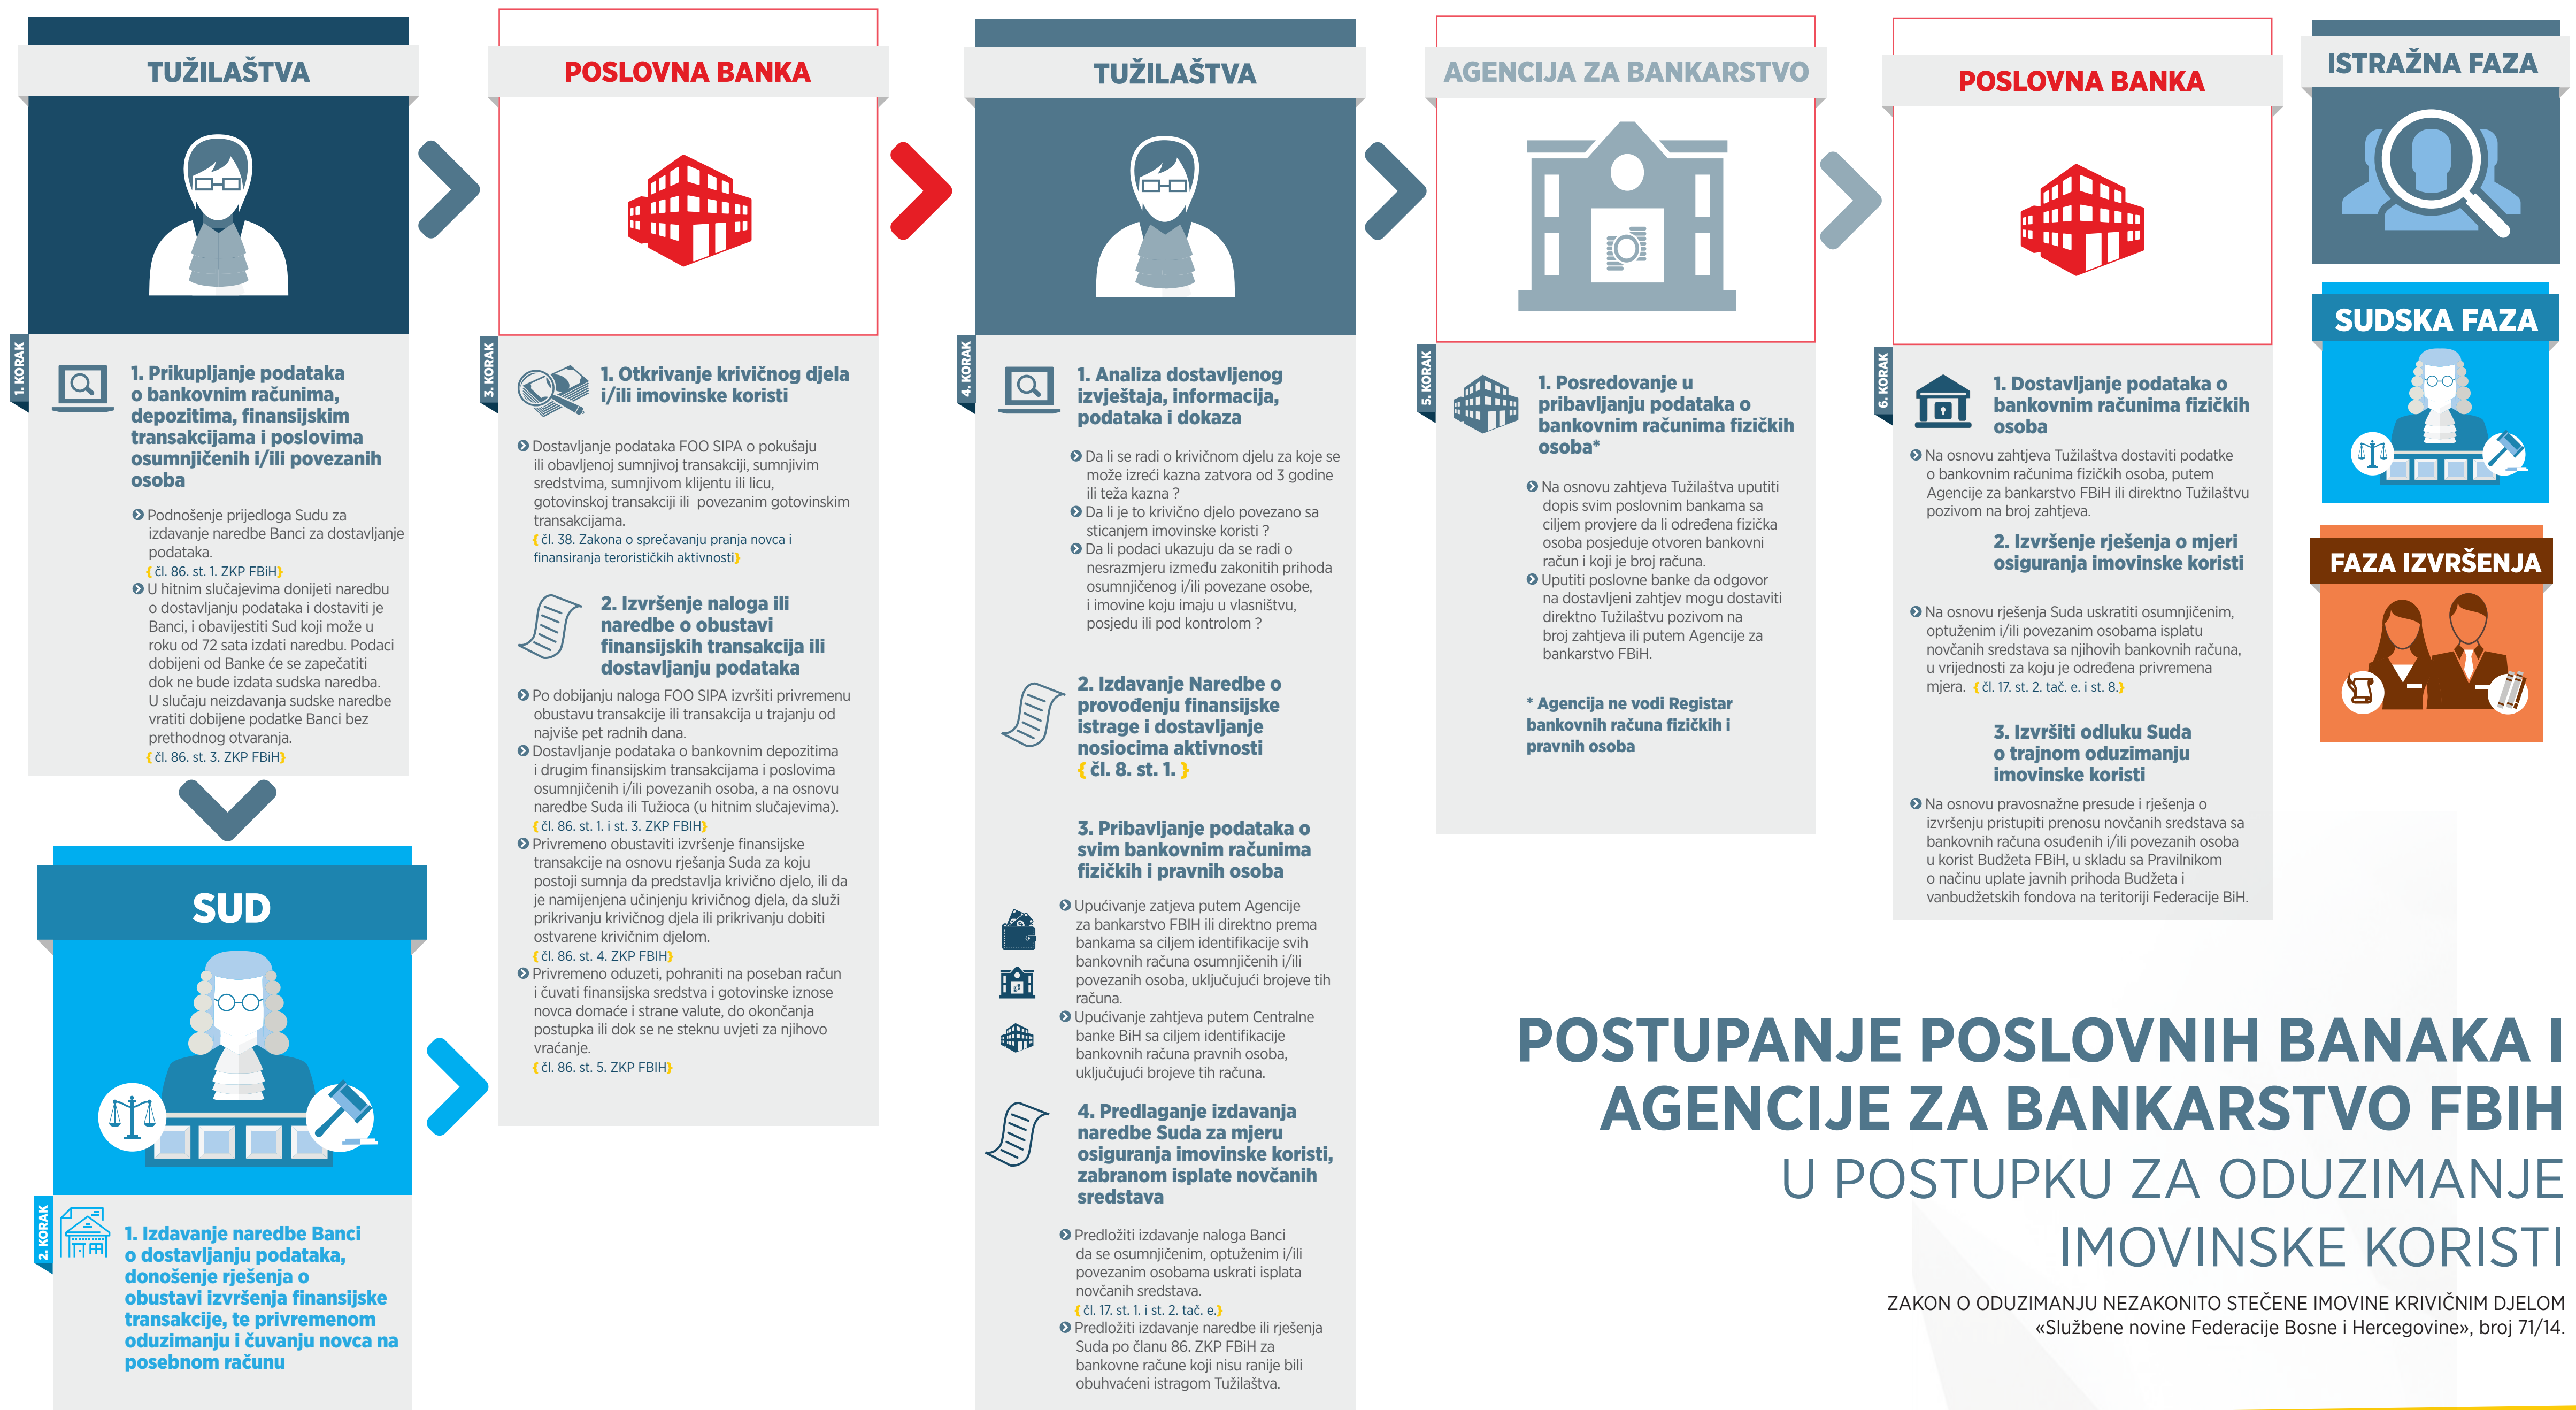 TUŽILAŠTVA
1. KORAK
1. Prikupljanje podataka
o bankovnim računima,
depozitima, finansijskim
transakcijama i poslovima
osumnjičenih i/ili povezanih
osoba
Podnošenje prijedloga Sudu za
izdavanje naredbe Banci za dostavljanje
podataka.
{ čl. 86. st. 1. ZKP FBiH}
U hitnim slučajevima donijeti naredbu
o dostavljanju podataka i dostaviti je
Banci, i obavijestiti Sud koji može u
roku od 72 sata izdati naredbu. Podaci
dobijeni od Banke će se zapečatiti
dok ne bude izdata sudska naredba.
U slučaju neizdavanja sudske naredbe
vratiti dobijene podatke Banci bez
prethodnog otvaranja.
{ čl. 86. st. 3. ZKP FBiH}
SUD
2. KORAK
1. Izdavanje naredbe Banci
o dostavljanju podataka,
donošenje rješenja o
obustavi izvršenja finansijske
transakcije, te privremenom
oduzimanju i čuvanju novca na
posebnom računu
POSLOVNA BANKA
3. KORAK
1. Otkrivanje krivičnog djela
i/ili imovinske koristi
Dostavljanje podataka FOO SIPA o pokušaju
ili obavljenoj sumnjivoj transakciji, sumnjivim
sredstvima, sumnjivom klijentu ili licu,
gotovinskoj transakciji ili povezanim gotovinskim
transakcijama.
{ čl. 38. Zakona o sprečavanju pranja novca i
finansiranja terorističkih aktivnosti}
2. Izvršenje naloga ili
naredbe o obustavi
finansijskih transakcija ili
dostavljanju podataka
Po dobijanju naloga FOO SIPA izvršiti privremenu
obustavu transakcije ili transakcija u trajanju od
najviše pet radnih dana.
Dostavljanje podataka o bankovnim depozitima
i drugim finansijskim transakcijama i poslovima
osumnjičenih i/ili povezanih osoba, a na osnovu
naredbe Suda ili Tužioca (u hitnim slučajevima).
{ čl. 86. st. 1. i st. 3. ZKP FBIH}
Privremeno obustaviti izvršenje finansijske
transakcije na osnovu rješanja Suda za koju
postoji sumnja da predstavlja krivično djelo, ili da
je namijenjena učinjenju krivičnog djela, da služi
prikrivanju krivičnog djela ili prikrivanju dobiti
ostvarene krivičnim djelom.
{ čl. 86. st. 4. ZKP FBIH}
Privremeno oduzeti, pohraniti na poseban račun
i čuvati finansijska sredstva i gotovinske iznose
novca domaće i strane valute, do okončanja
postupka ili dok se ne steknu uvjeti za njihovo
vraćanje.
{ čl. 86. st. 5. ZKP FBIH}
TUŽILAŠTVA
4. KORAK
1. Analiza dostavljenog
izvještaja, informacija,
podataka i dokaza
Da li se radi o krivičnom djelu za koje se
može izreći kazna zatvora od 3 godine
ili teža kazna ?
Da li je to krivično djelo povezano sa
sticanjem imovinske koristi ?
Da li podaci ukazuju da se radi o
nesrazmjeru između zakonitih prihoda
osumnjičenog i/ili povezane osobe,
i imovine koju imaju u vlasništvu,
posjedu ili pod kontrolom ?
2. Izdavanje Naredbe o
provođenju finansijske
istrage i dostavljanje
nosiocima aktivnosti
{ čl. 8. st. 1. }
3. Pribavljanje podataka o
svim bankovnim računima
fizičkih i pravnih osoba
Upućivanje zatjeva putem Agencije
za bankarstvo FBIH ili direktno prema
bankama sa ciljem identifikacije svih
bankovnih računa osumnjičenih i/ili
povezanih osoba, uključujući brojeve tih
računa.
Upućivanje zahtjeva putem Centralne
banke BiH sa ciljem identifikacije
bankovnih računa pravnih osoba,
uključujući brojeve tih računa.
4. Predlaganje izdavanja
naredbe Suda za mjeru
osiguranja imovinske koristi,
zabranom isplate novčanih
sredstava
Predložiti izdavanje naloga Banci
da se osumnjičenim, optuženim i/ili
povezanim osobama uskrati isplata
novčanih sredstava.
{ čl. 17. st. 1. i st. 2. tač. e.}
Predložiti izdavanje naredbe ili rješenja
Suda po članu 86. ZKP FBiH za
bankovne račune koji nisu ranije bili
obuhvaćeni istragom Tužilaštva.
AGENCIJA ZA BANKARSTVO
5. KORAK
1. Posredovanje u
pribavljanju podataka o
bankovnim računima fizičkih
osoba*
Na osnovu zahtjeva Tužilaštva uputiti
dopis svim poslovnim bankama sa
ciljem provjere da li određena fizička
osoba posjeduje otvoren bankovni
račun i koji je broj računa.
Uputiti poslovne banke da odgovor
na dostavljeni zahtjev mogu dostaviti
direktno Tužilaštvu pozivom na
broj zahtjeva ili putem Agencije za
bankarstvo FBiH.
* Agencija ne vodi Registar
bankovnih računa fizičkih i
pravnih osoba
POSLOVNA BANKA
6. KORAK
1. Dostavljanje podataka o
bankovnim računima fizičkih
osoba
Na osnovu zahtjeva Tužilaštva dostaviti podatke
o bankovnim računima fizičkih osoba, putem
Agencije za bankarstvo FBiH ili direktno Tužilaštvu
pozivom na broj zahtjeva.
2. Izvršenje rješenja o mjeri
osiguranja imovinske koristi
Na osnovu rješenja Suda uskratiti osumnjičenim,
optuženim i/ili povezanim osobama isplatu
novčanih sredstava sa njihovih bankovnih računa,
u vrijednosti za koju je određena privremena
mjera. { čl. 17. st. 2. tač. e. i st. 8.}
3. Izvršiti odluku Suda
o trajnom oduzimanju
imovinske koristi
Na osnovu pravosnažne presude i rješenja o
izvršenju pristupiti prenosu novčanih sredstava sa
bankovnih računa osuđenih i/ili povezanih osoba
u korist Budžeta FBiH, u skladu sa Pravilnikom
o načinu uplate javnih prihoda Budžeta i
vanbudžetskih fondova na teritoriji Federacije BiH.
ISTRAŽNA FAZA
SUDSKA FAZA
FAZA IZVRŠENJA
POSTUPANJE POSLOVNIH BANAKA I
AGENCIJE ZA BANKARSTVO FBIH
U POSTUPKU ZA ODUZIMANJE
IMOVINSKE KORISTI
ZAKON O ODUZIMANJU NEZAKONITO STEČENE IMOVINE KRIVIČNIM DJELOM
«Službene novine Federacije Bosne i Hercegovine», broj 71/14.